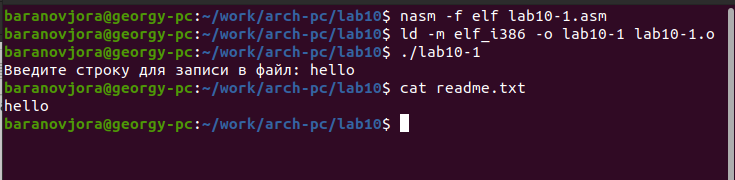 baranovjora@georgy-pc:~/work/arch-pc/lab10$ nasm -f elf lab10-1.asm
baranovjora@georgy-pc:~/work/arch-pc/lab10$ ld -m elf_i386 -o lab10-1 lab10-1.o
baranovjora@georgy-pc:~/work/arch-pc/lab10$ ./lab10-1
Введите строку для записи в файл: hello
baranovjora@georgy-pc:~/work/arch-pc/lab10$ cat readme.txt
hello
baranovjora@georgy-pc:~/work/arch-pc/lab10$